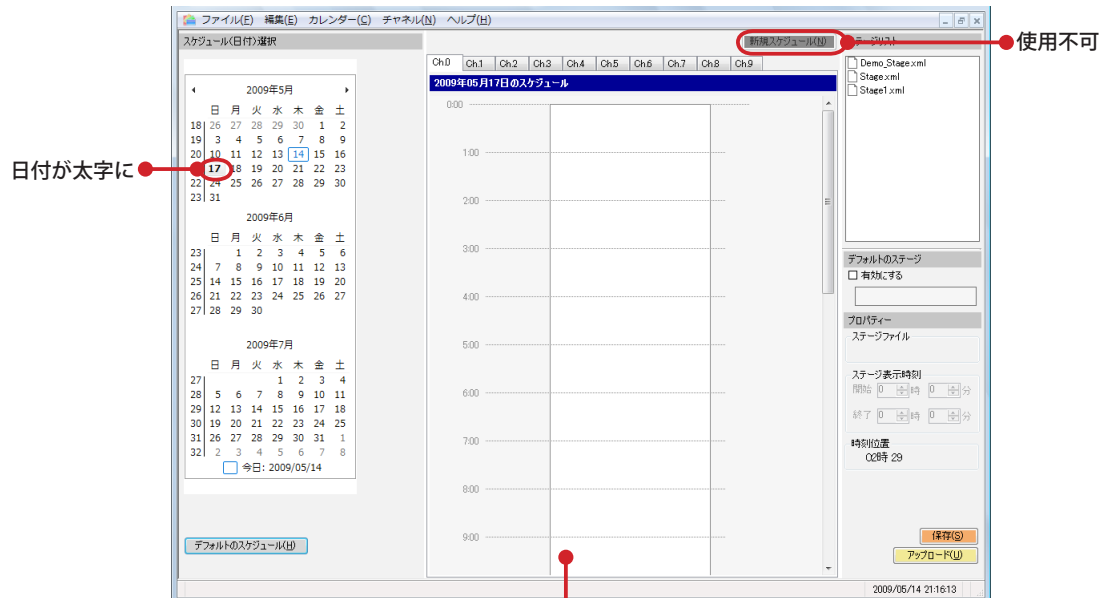 ファイル(F) 編集(E) カレンダー(C) チャネル(N) ヘルプ(H)
スケジュール(日付)選択
新規スケジュール(N)
使用不可
日付が太字に
2009年5月
日 月 火 水 木 金 土
18 26 27 28 29 30 1 2
19 3 4 5 6 7 8 9
20 10 11 12 13 14 15 16
17 18 19 20 21 22 23
22 24 25 26 27 28 29 30
23 31
2009年6月
日 月 火 水 木 金 土
23 1 2 3 4 5 6
24 7 8 9 10 11 12 13
25 14 15 16 17 18 19 20
26 21 22 23 24 25 26 27
27 28 29 30
2009年7月
日 月 火 水 木 金 土
27 1 2 3 4
28 5 6 7 8 9 10 11
29 12 13 14 15 16 17 18
30 19 20 21 22 23 24 25
31 26 27 28 29 30 31 1
32 2 3 4 5 6 7 8
今日: 2009/05/14
デフォルトのスケジュール(H)
Ch.0 Ch.1 Ch.2 Ch.3 Ch.4 Ch.5 Ch.6 Ch.7 Ch.8 Ch.9
2009年05月17日のスケジュール
0:00
1:00
2:00
3:00
4:00
5:00
6:00
7:00
8:00
9:00
ステージリスト
Demo_Stage.xml
Stage.xml
Stage1.xml
デフォルトのステージ
有効にする
プロパティー
ステージファイル
ステージ表示時刻
開始 0 時 0 分
終了 0 時 0 分
時刻位置
02時 29
保存(S)
アップロード(U)
2009/05/14 21:16:13